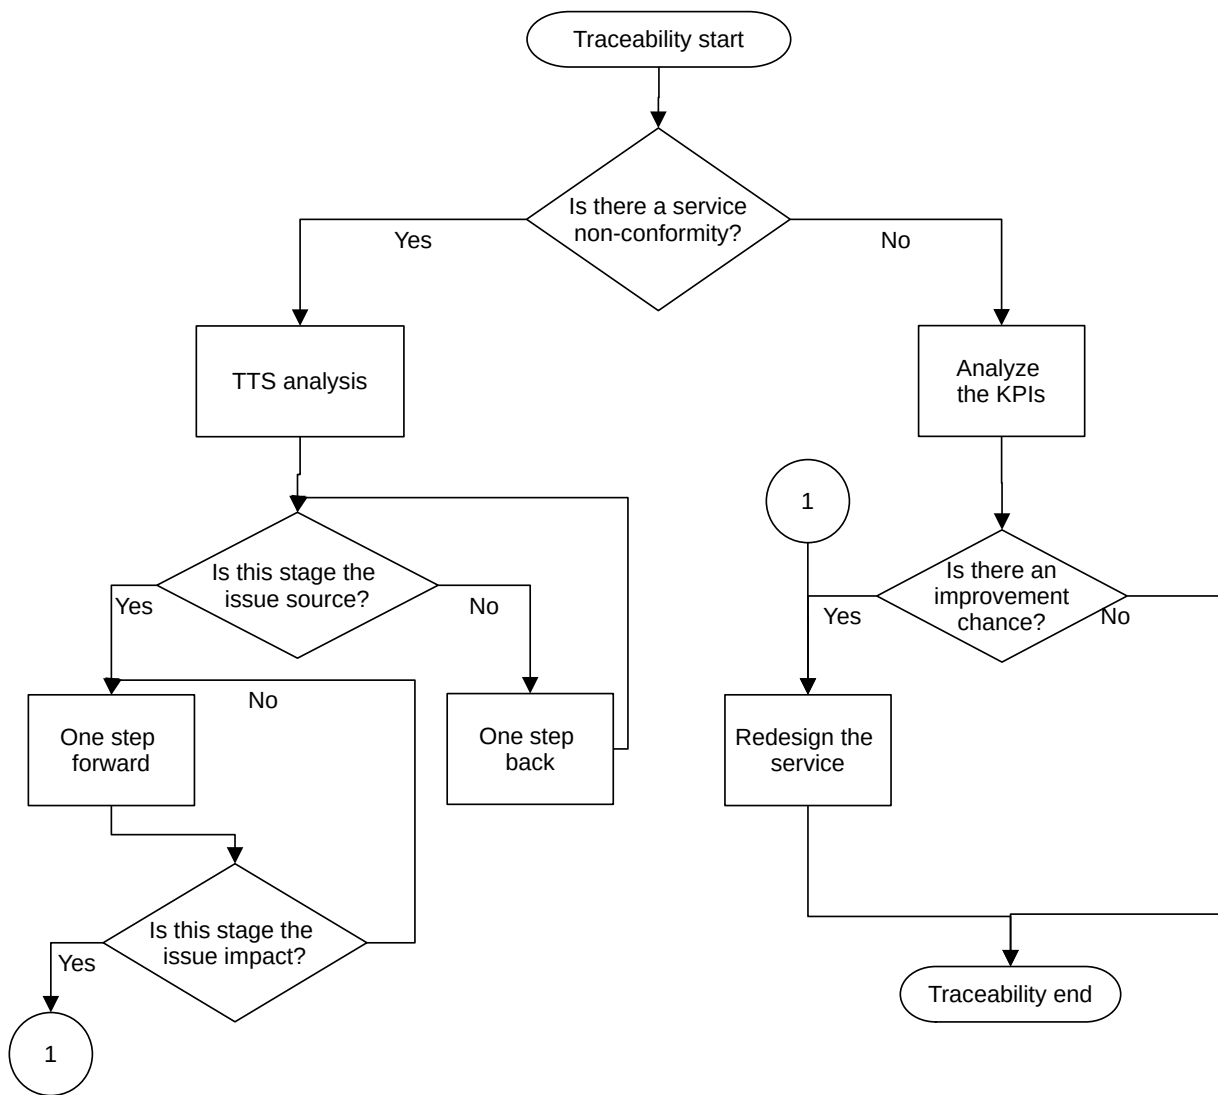 Traceability start
Is there a service
non-conformity?
Yes
No
TTS analysis
Analyze
the KPIs
1
Is this stage the
issue source?
Yes
No
Is there an
improvement
chance?
Yes
No
No
One step
forward
One step
back
Redesign the
service
Is this stage the
issue impact?
Yes
Traceability end
1